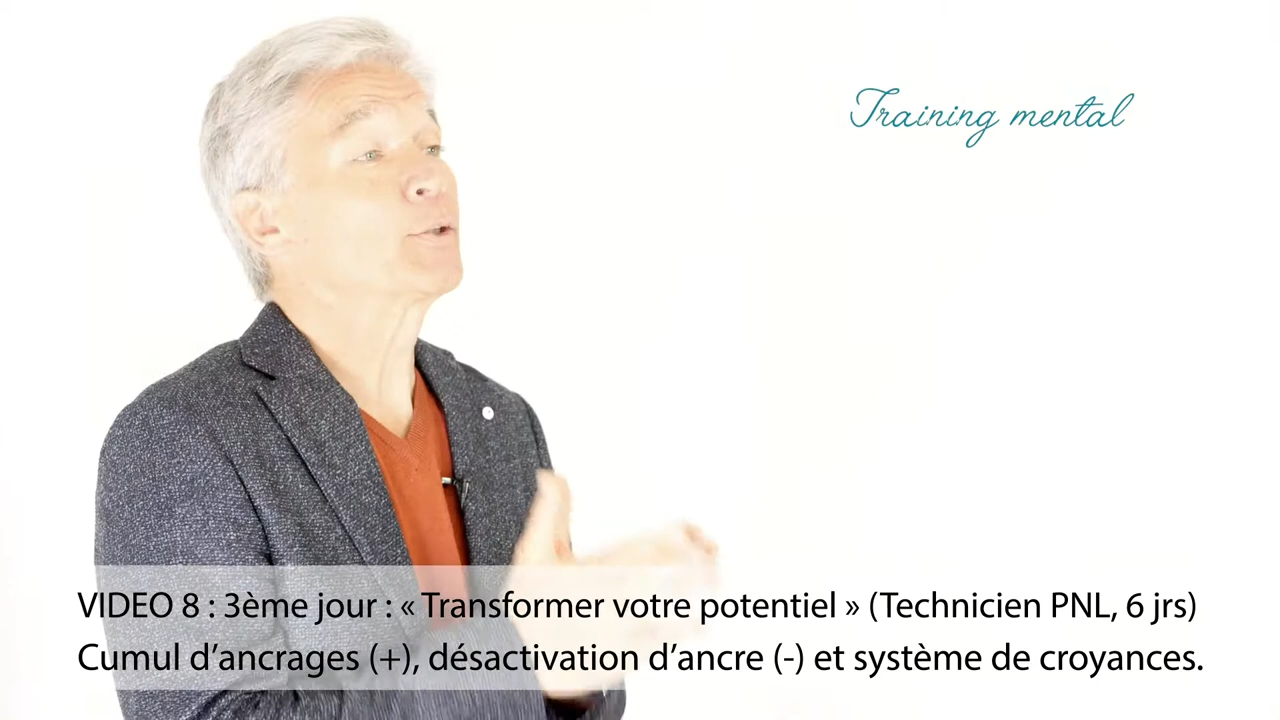 Training mental
VIDEO 8 : 3ème jour : « Transformer votre potentiel » (Technicien PNL, 6 jrs)
Cumul d’ancrages (+), désactivation d’ancre (-) et système de croyances.